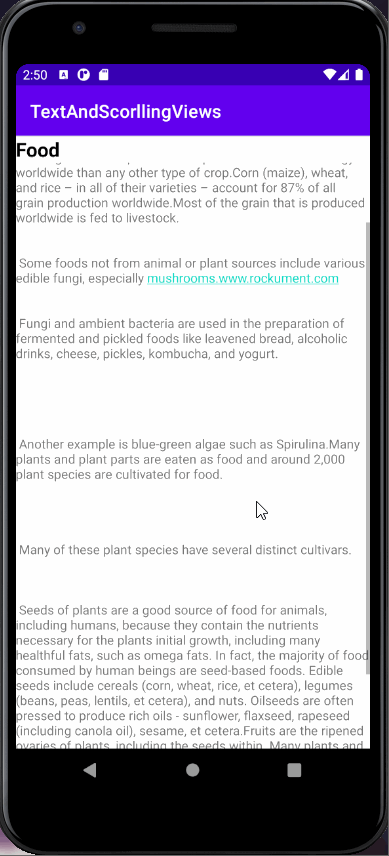 2:50
TextAndScorllingViews
Food
worldwide than any other type of crop.Corn (maize), wheat,
and rice – in all of their varieties – account for 87% of all
grain production worldwide.Most of the grain that is produced
worldwide is fed to livestock.
Some foods not from animal or plant sources include various
edible fungi, especially mushrooms.www.rockument.com
Fungi and ambient bacteria are used in the preparation of
fermented and pickled foods like leavened bread, alcoholic
drinks, cheese, pickles, kombucha, and yogurt.
Another example is blue-green algae such as Spirulina.Many
plants and plant parts are eaten as food and around 2,000
plant species are cultivated for food.
Many of these plant species have several distinct cultivars.
Seeds of plants are a good source of food for animals,
including humans, because they contain the nutrients
necessary for the plants initial growth, including many
healthful fats, such as omega fats. In fact, the majority of food
consumed by human beings are seed-based foods. Edible
seeds include cereals (corn, wheat, rice, et cetera), legumes
(beans, peas, lentils, et cetera), and nuts. Oilseeds are often
pressed to produce rich oils - sunflower, flaxseed, rapeseed
(including canola oil), sesame, et cetera.Fruits are the ripened
ovaries of plants, including the seeds within. Many plants and